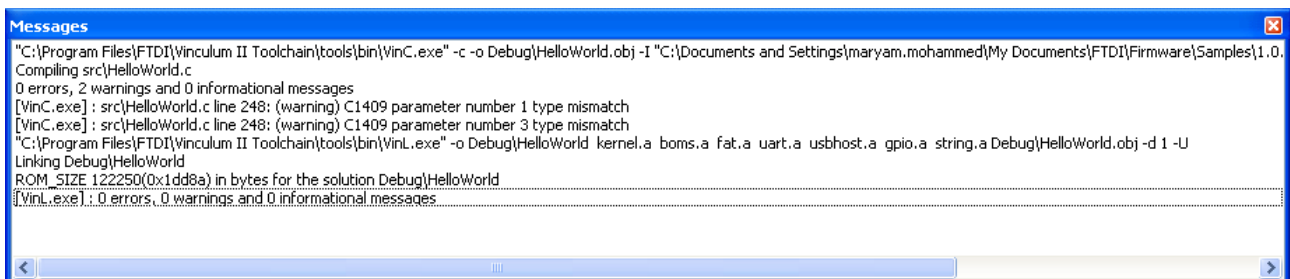 Messages
"C:\Program Files\FTDI\Vinculum II Toolchain\tools\bin\VinC.exe" -c -o Debug\HelloWorld.obj -I "C:\Documents and Settings\maryam.mohammed\My Documents\FTDI\Firmware\Samples\1.0.
Compiling src\HelloWorld.c
0 errors, 2 warnings and 0 informational messages
[VinC.exe] : src\HelloWorld.c line 248: (warning) C1409 parameter number 1 type mismatch
[VinC.exe] : src\HelloWorld.c line 248: (warning) C1409 parameter number 3 type mismatch
"C:\Program Files\FTDI\Vinculum II Toolchain\tools\bin\VinL.exe" -o Debug\HelloWorld  kernel.a  boms.a  fat.a  uart.a  usbhost.a  gpio.a  string.a Debug\HelloWorld.obj -d 1 -U
Linking Debug\HelloWorld
ROM_SIZE 122250(0x1dd8a) in bytes for the solution Debug\HelloWorld
[VinL.exe] : 0 errors, 0 warnings and 0 informational messages